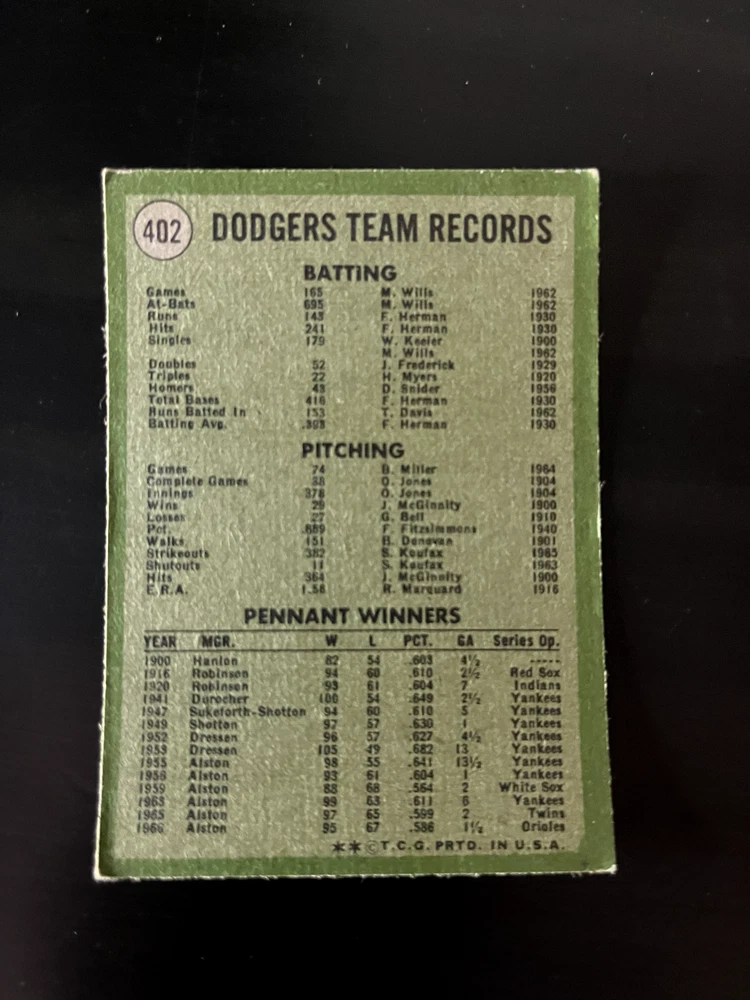 402 DODGERS TEAM RECORDS
BATTING
Games 165 M. Wills 1962
At-Bats 695 M. Wills 1962
Runs 143 F. Herman 1930
Hits 241 F. Herman 1930
Singles 179 W. Keeler 1900
M. Wills 1962
Doubles 52 J. Frederick 1929
Triples 22 H. Myers 1920
Homers 43 D. Snider 1956
Total Bases 416 F. Herman 1930
Runs Batted In 153 T. Davis 1962
Batting Avg. .393 F. Herman 1930
PITCHING
Games 74 B. Miller 1964
Complete Games 38 O. Jones 1904
Innings 378 O. Jones 1904
Wins 29 J. McGinnity 1900
Losses 27 G. Bell 1910
Pct. .889 F. Fitzsimmons 1940
Walks 151 B. Donovan 1901
Strikeouts 382 S. Koufax 1965
Shutouts 11 S. Koufax 1963
Hits 364 J. McGinnity 1900
E.R.A. 1.58 R. Marquard 1916
PENNANT WINNERS
YEAR MGR. W L PCT. GA Series Op.
1900 Hanlon 82 54 .603 4½ -----
1916 Robinson 94 60 .610 2½ Red Sox
1920 Robinson 93 61 .604 7 Indians
1941 Durocher 100 54 .649 2½ Yankees
1947 Sukeforth-Shotton 94 60 .610 5 Yankees
1949 Shotton 97 57 .630 1 Yankees
1952 Dressen 96 57 .627 4½ Yankees
1953 Dressen 105 49 .682 13 Yankees
1955 Alston 98 55 .641 13½ Yankees
1956 Alston 93 61 .604 1 Yankees
1959 Alston 88 68 .564 2 White Sox
1963 Alston 99 63 .611 6 Yankees
1965 Alston 97 65 .599 2 Twins
1966 Alston 95 67 .586 1½ Orioles
✶✶©T.C.G. PRTD. IN U.S.A.